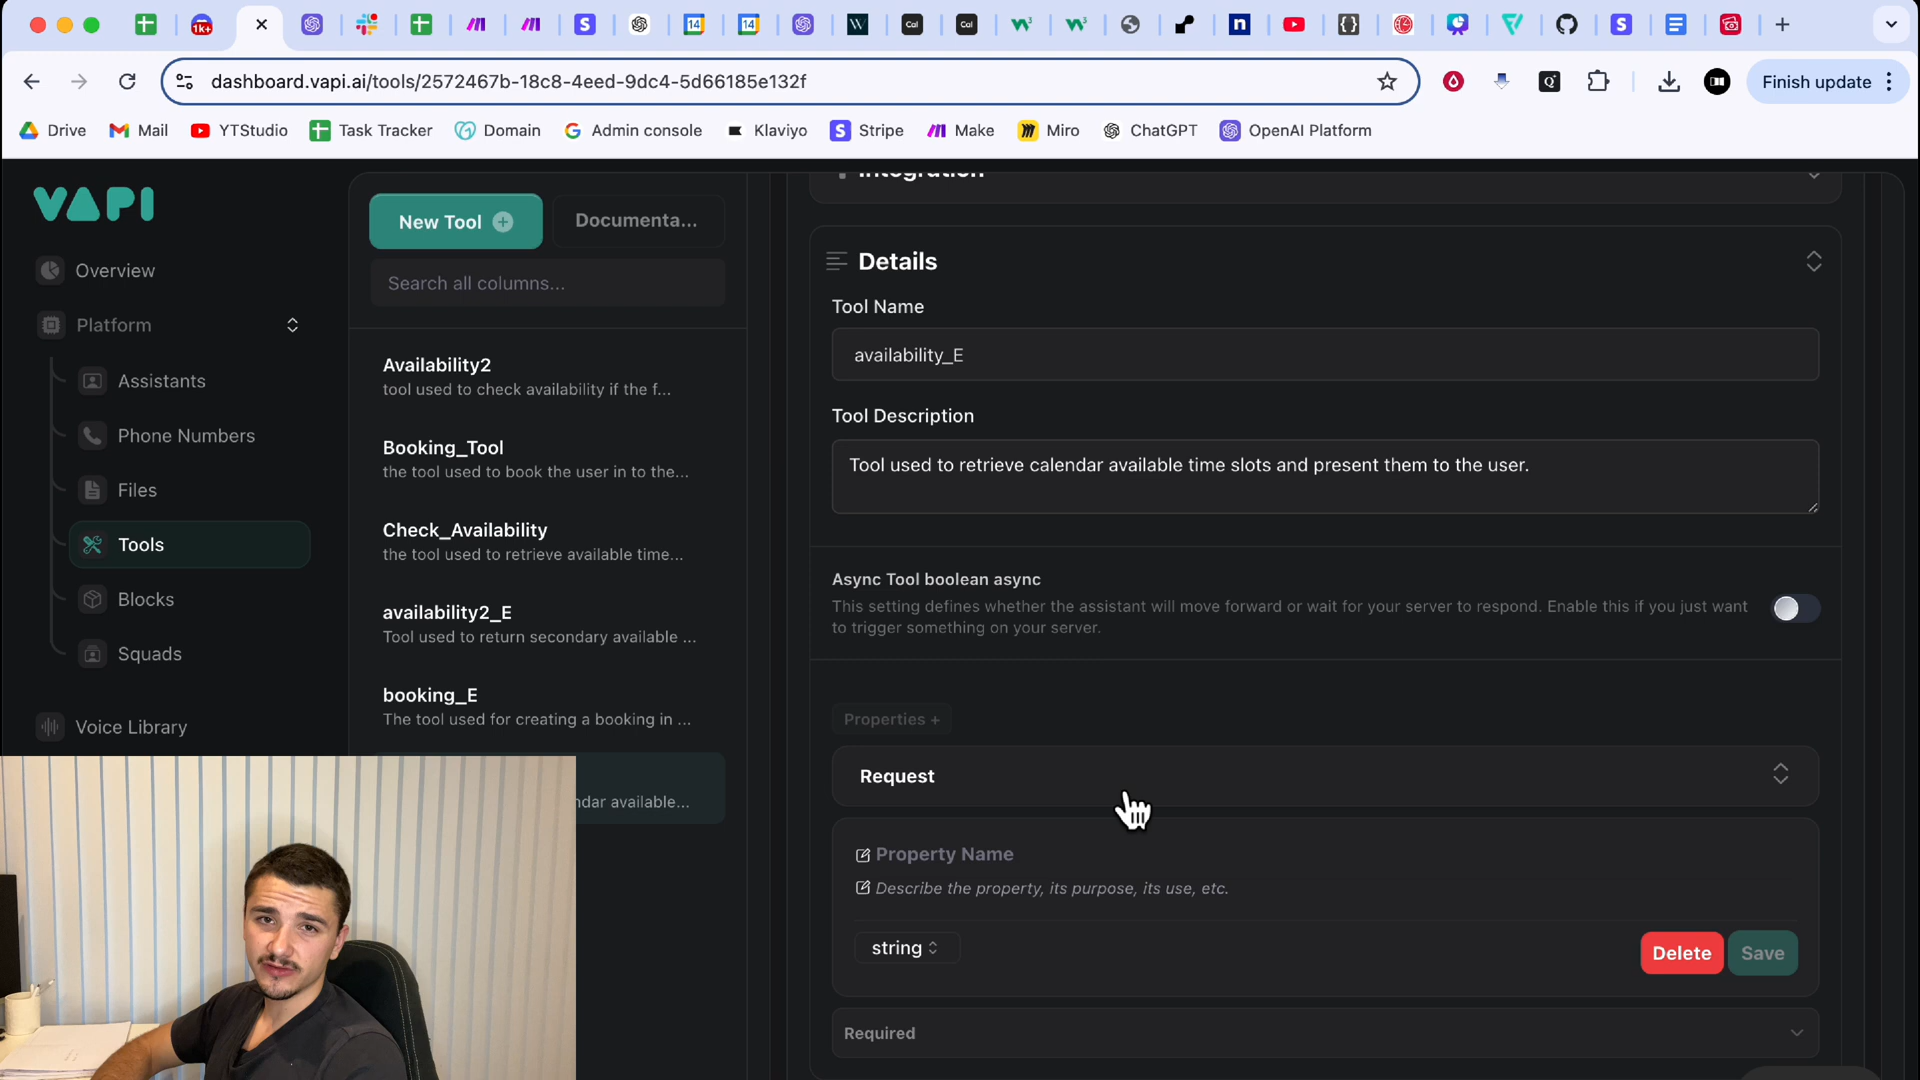 1k+
14
14
W
Cal
Cal
n
{}
dashboard.vapi.ai/tools/2572467b-18c8-4eed-9dc4-5d66185e132f
Finish update
Drive
Mail
YTStudio
Task Tracker
Domain
Admin console
Klaviyo
Stripe
Make
Miro
ChatGPT
OpenAI Platform
VAPI
Overview
Platform
Assistants
Phone Numbers
Files
Tools
Blocks
Squads
Voice Library
New Tool
Documenta...
Search all columns...
Availability2
tool used to check availability if the f...
Booking_Tool
the tool used to book the user in to the...
Check_Availability
the tool used to retrieve available time...
availability2_E
Tool used to return secondary available ...
booking_E
The tool used for creating a booking in ...
ndar available...
Integration
Details
Tool Name
availability_E
Tool Description
Tool used to retrieve calendar available time slots and present them to the user.
Async Tool boolean async
This setting defines whether the assistant will move forward or wait for your server to respond. Enable this if you just want
to trigger something on your server.
Properties +
Request
Property Name
Describe the property, its purpose, its use, etc.
string
Delete
Save
Required